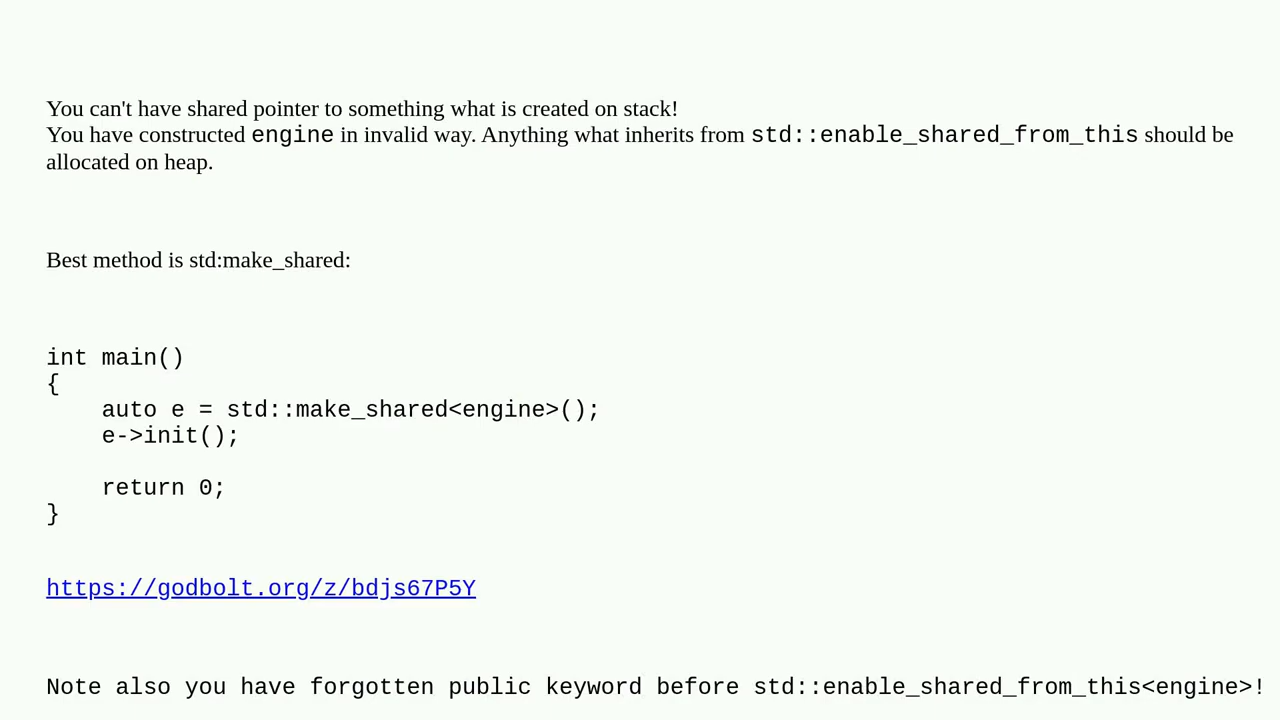 You can't have shared pointer to something what is created on stack!
You have constructed engine in invalid way. Anything what inherits from std::enable_shared_from_this should be
allocated on heap.
Best method is std:make_shared:
int main()
{
    auto e = std::make_shared<engine>();
    e->init();
    return 0;
}
https://godbolt.org/z/bdjs67P5Y
Note also you have forgotten public keyword before std::enable_shared_from_this<engine>!